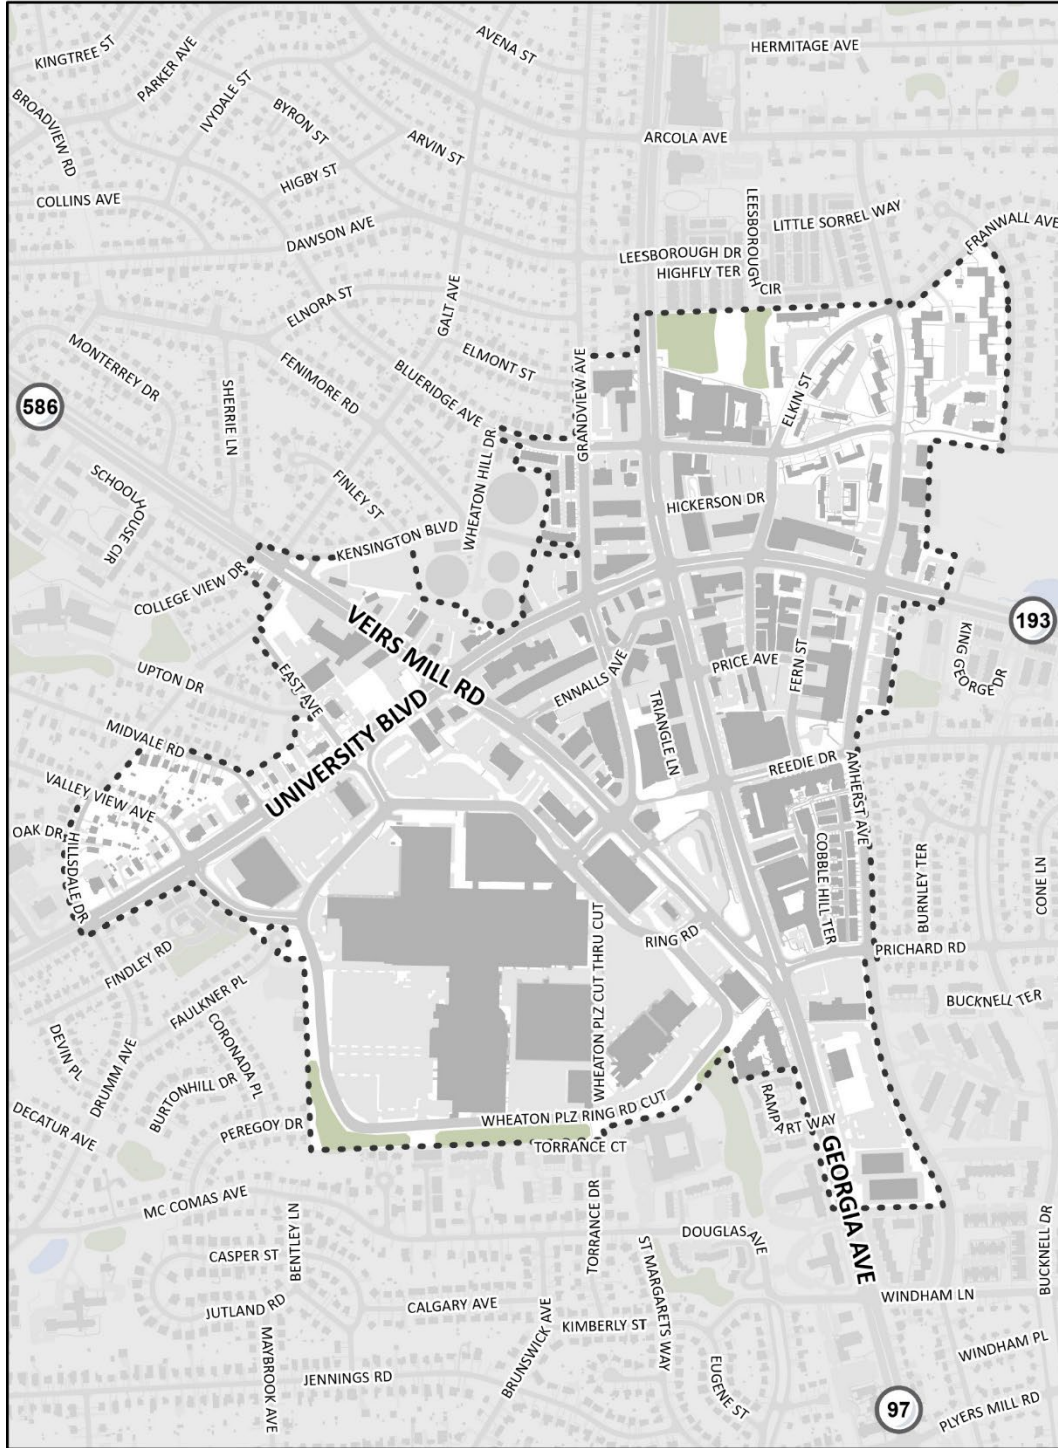 KINGTREE ST
PARKER AVE
AVENA ST
HERMITAGE AVE
IVYDALE ST
BROADVIEW RD
BYRON ST
ARVIN ST
ARCOLA AVE
HIGBY ST
COLLINS AVE
LEESBOROUGH CIR
LITTLE SORREL WAY
DAWSON AVE
FRANWALL AVE
LEESBOROUGH DR
HIGHFLY TER
ELNORA ST
GALT AVE
MONTERREY DR
SHERRIE LN
FENIMORE RD
BLUERIDGE AVE
ELMONT ST
GRANDVIEW AVE
ELKIN ST
586
SCHOOL HOUSE CIR
FINLEY ST
WHEATON HILL DR
HICKERSON DR
KENSINGTON BLVD
COLLEGE VIEW DR
VEIRS MILL RD
193
UPTON DR
EAST AVE
ENNALLS AVE
PRICE AVE
FERN ST
KING GEORGE DR
MIDVALE RD
UNIVERSITY BLVD
TRIANGLE LN
REEDIE DR
AMHERST AVE
VALLEY VIEW AVE
OAK DR
HILLSDALE DR
COBBLE HILL TER
BURNLEY TER
CONE LN
FINDLEY RD
WHEATON PLZ CUT THRU CUT
RING RD
PRICHARD RD
FAULKNER PL
BUCKNELL TER
DEVIN PL
DRUMM AVE
CORONADA PL
BURTONHILL DR
DECATUR AVE
PEREGOY DR
WHEATON PLZ RING RD CUT
RAMPART WAY
TORRANCE CT
GEORGIA AVE
MC COMAS AVE
BENTLEY LN
TORRANCE DR
DOUGLAS AVE
CASPER ST
ST MARGARETS WAY
BUCKNELL DR
JUTLAND RD
CALGARY AVE
WINDHAM LN
MAYBROOK AVE
BRUNSWICK AVE
KIMBERLY ST
EUGENE ST
WINDHAM PL
JENNINGS RD
97
PLYERS MILL RD